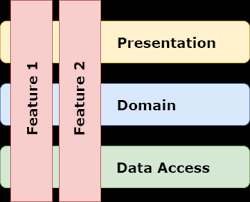 Feature 1
Feature 2
Presentation
Domain
Data Access